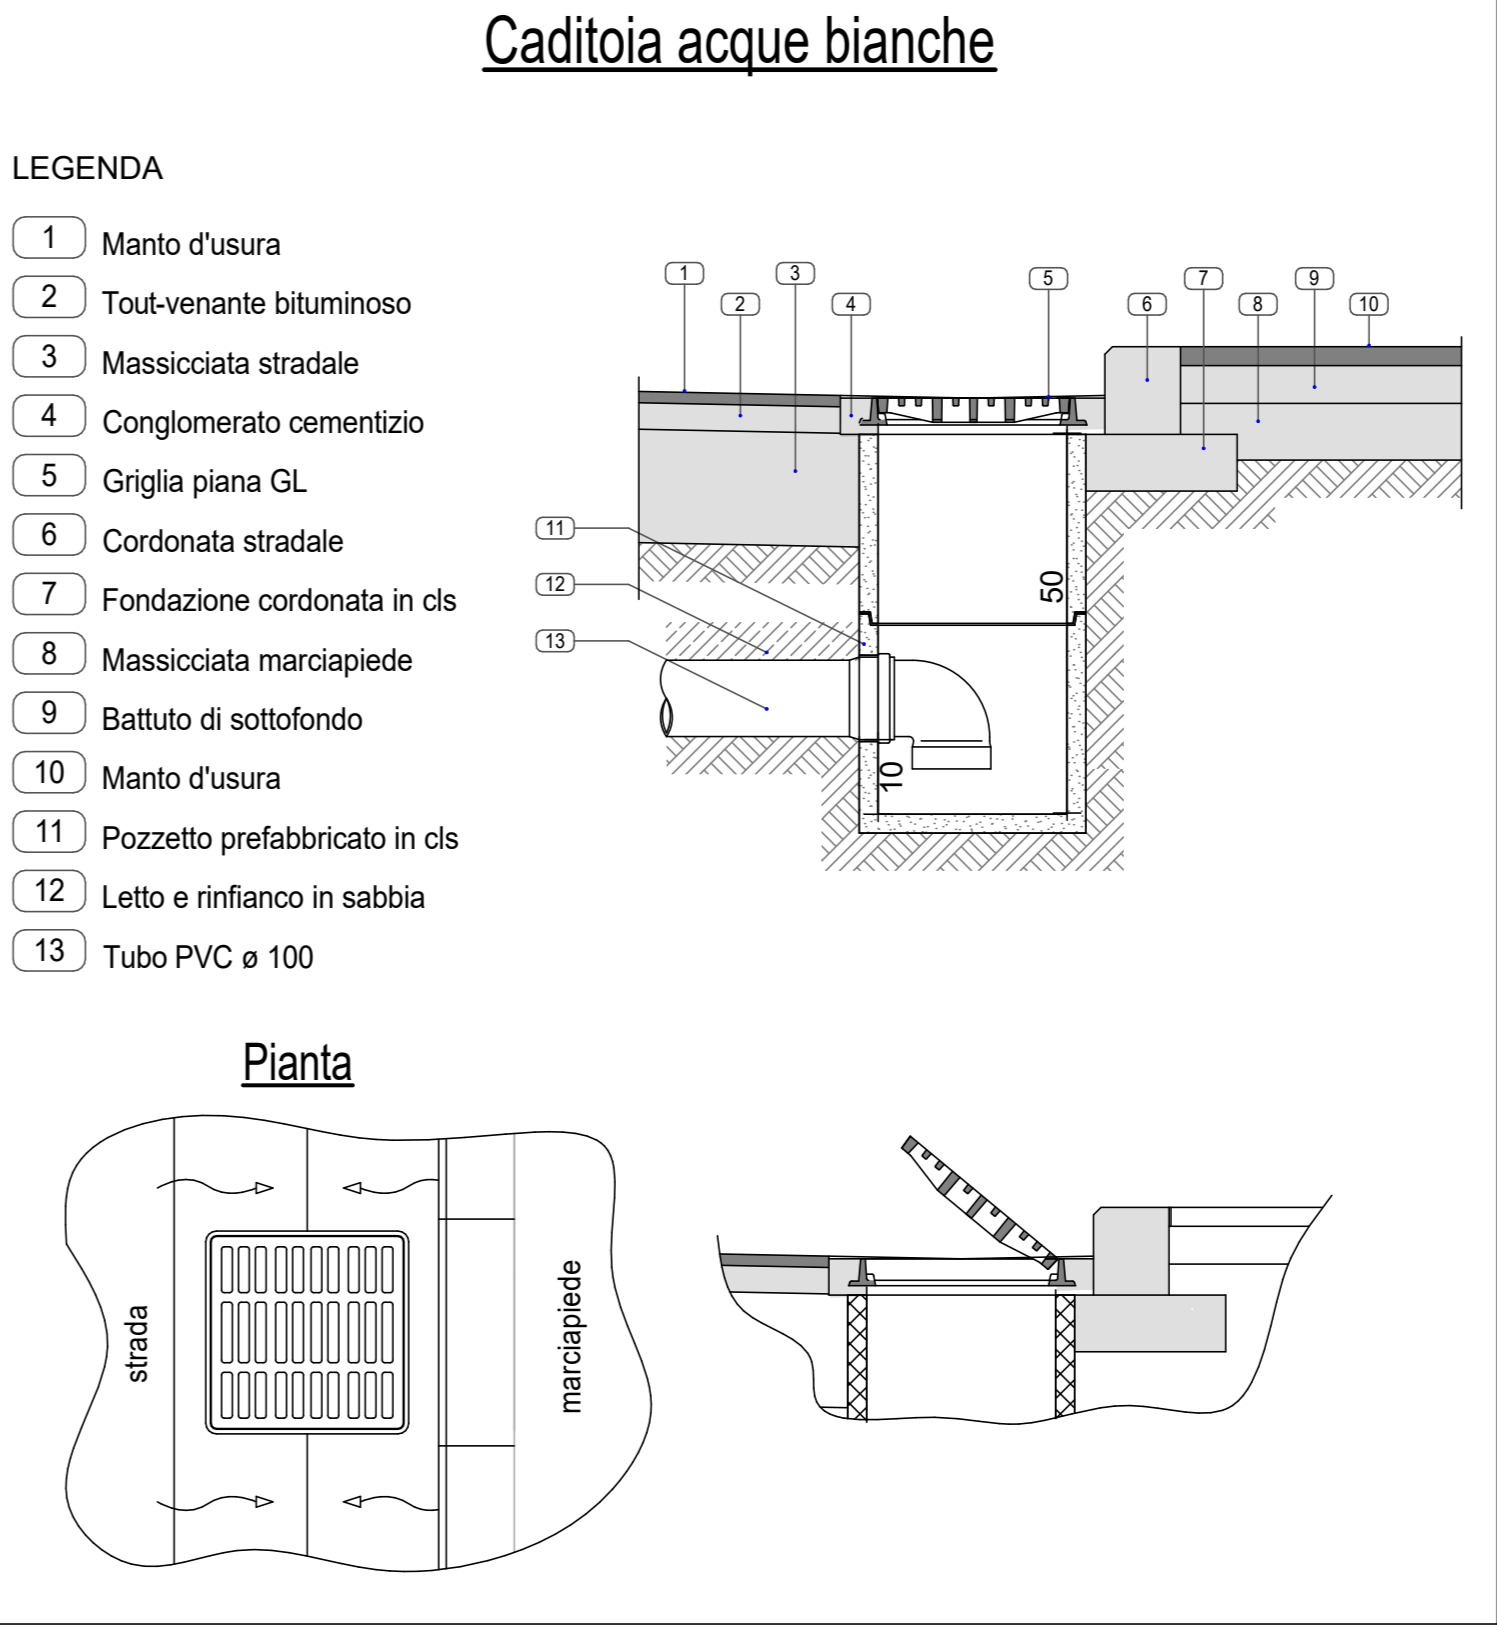 Caditoia acque bianche
LEGENDA
1 Manto d'usura
2 Tout-venante bituminoso
3 Massicciata stradale
4 Conglomerato cementizio
5 Griglia piana GL
6 Cordonata stradale
7 Fondazione cordonata in cls
8 Massicciata marciapiede
9 Battuto di sottofondo
10 Manto d'usura
11 Pozzetto prefabbricato in cls
12 Letto e rinfianco in sabbia
13 Tubo PVC ø 100
1
2
3
4
5
6
7
8
9
10
11
12
13
50
10
Pianta
strada
marciapiede